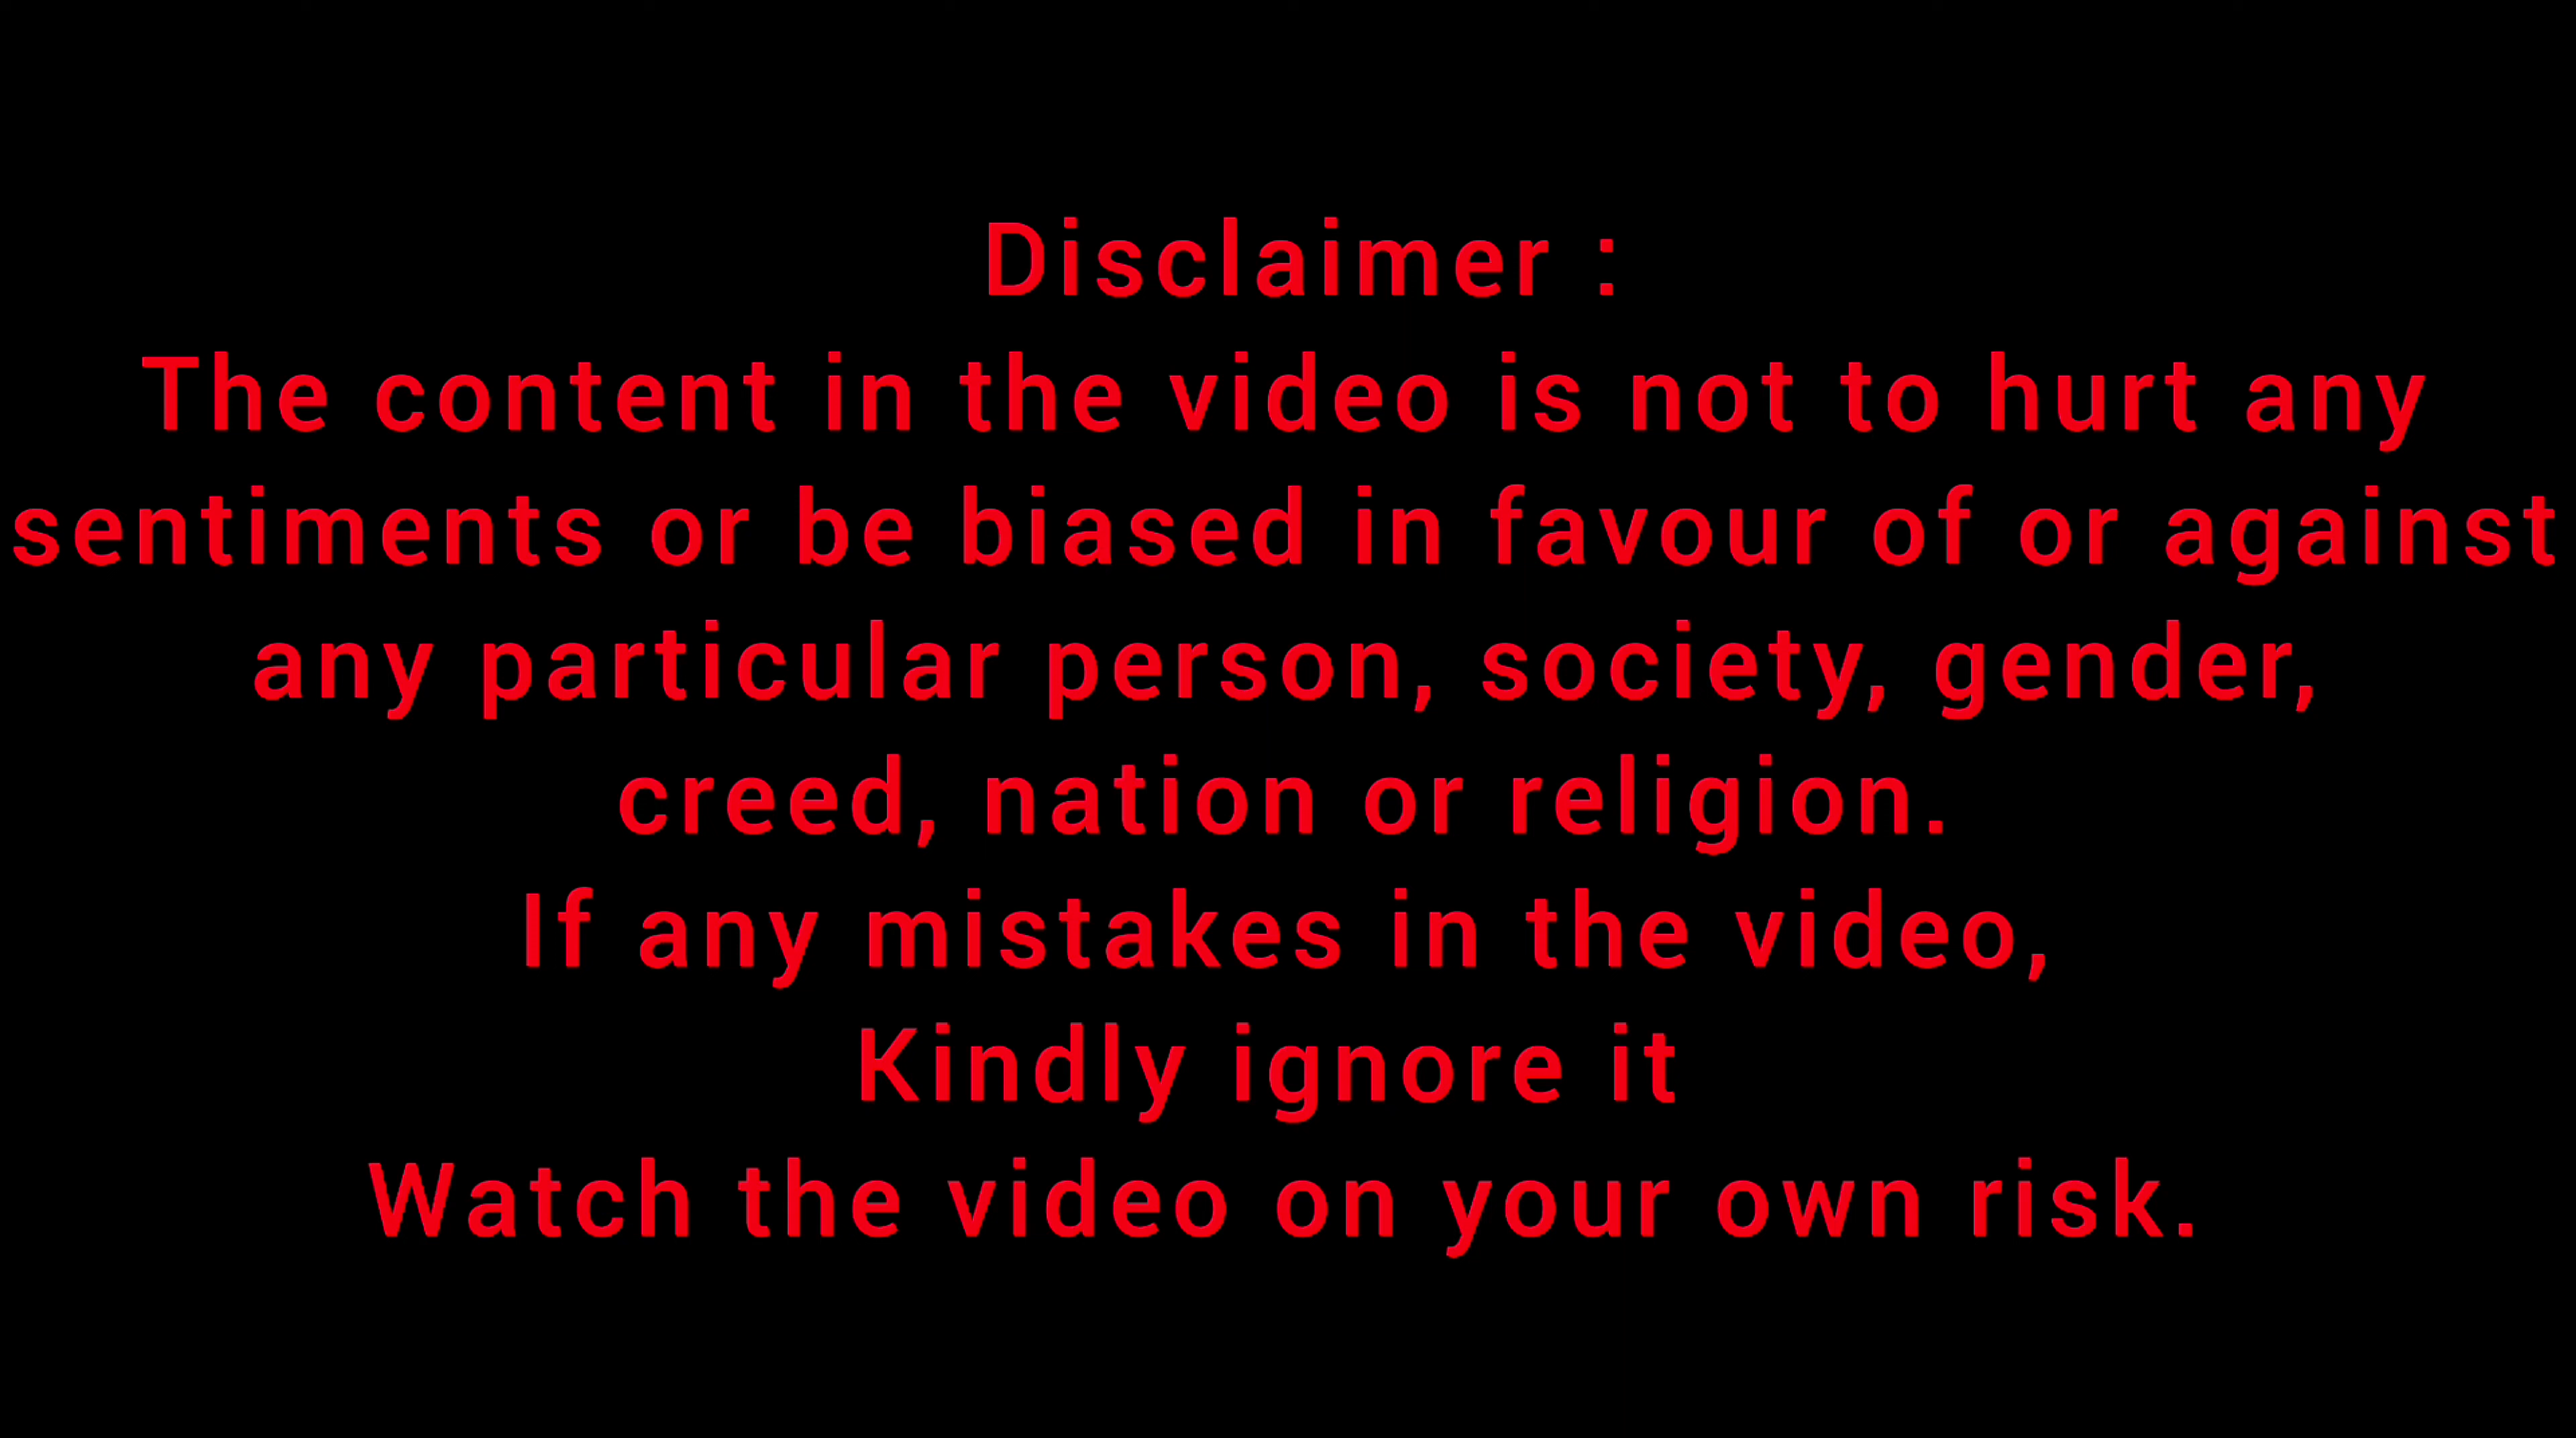 Disclaimer :
The content in the video is not to hurt any
sentiments or be biased in favour of or against
any particular person, society, gender,
creed, nation or religion.
If any mistakes in the video,
Kindly ignore it
Watch the video on your own risk.